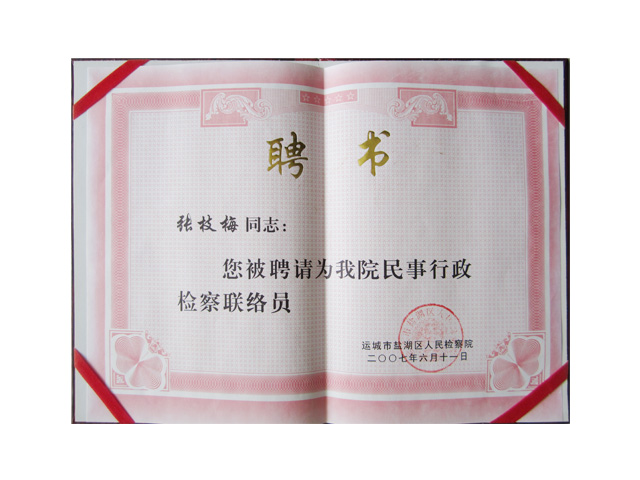 聘 书
张枝梅 同志：
您被聘请为我院民事行政
检察联络员
运城市盐湖区人民检察院
二〇〇七年六月十一日